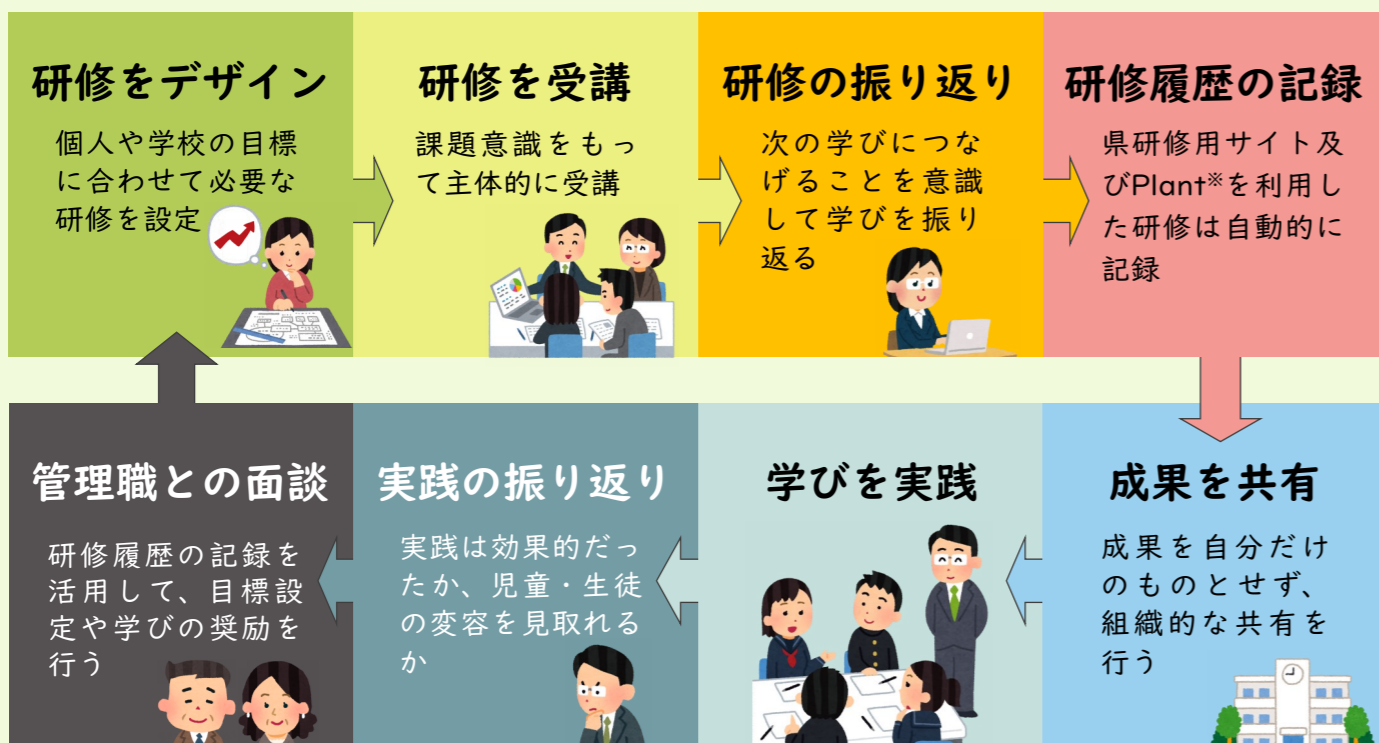 研修をデザイン
個人や学校の目標
に合わせて必要な
研修を設定
研修を受講
課題意識をもっ
て主体的に受講
研修の振り返り
次の学びにつな
げることを意識
して学びを振り
返る
研修履歴の記録
県研修用サイト及
びPlant※を利用し
た研修は自動的に
記録
成果を共有
成果を自分だけ
のものとせず、
組織的な共有を
行う
学びを実践
実践の振り返り
実践は効果的だっ
たか、児童・生徒
の変容を見取れる
か
管理職との面談
研修履歴の記録を
活用して、目標設
定や学びの奨励を
行う